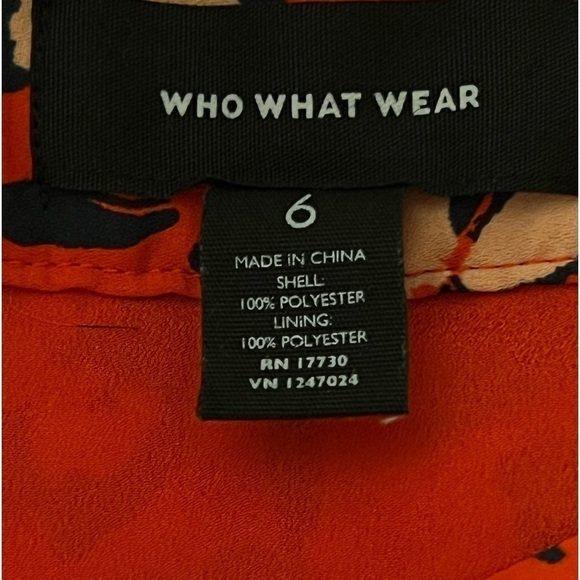 WHO WHAT WEAR
6
MADE IN CHINA
SHELL:
100% POLYESTER
LINING:
100% POLYESTER
RN 17730
VN 1247024